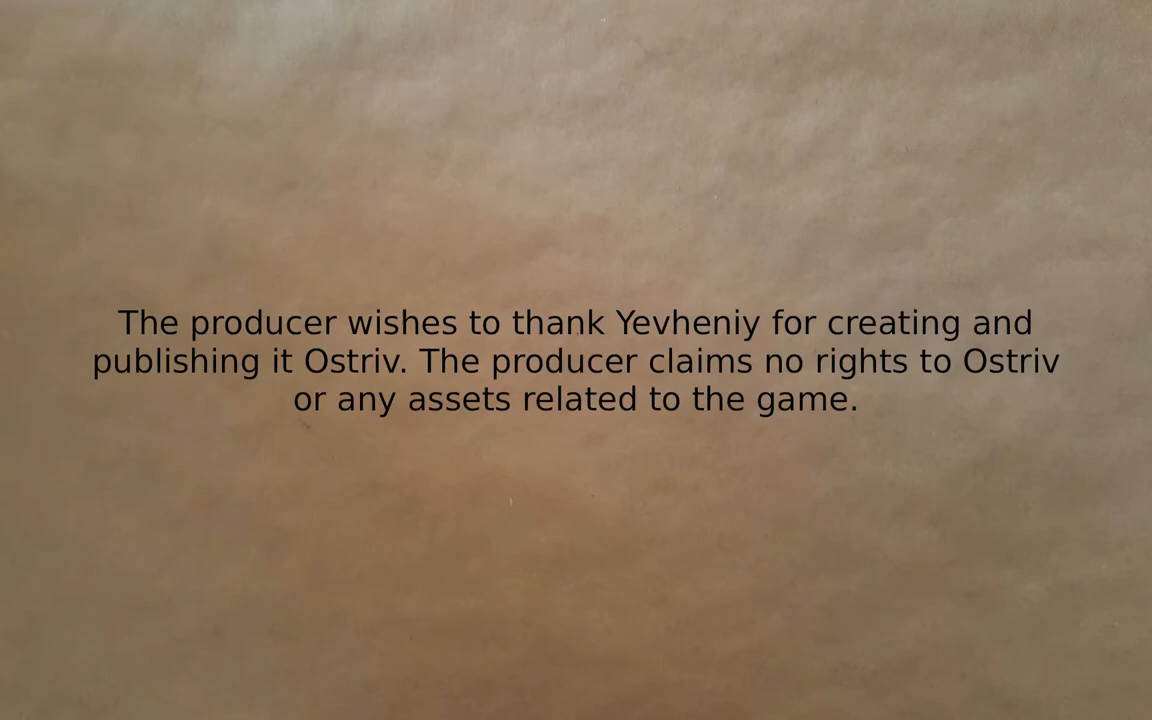 The producer wishes to thank Yevheniy for creating and
publishing it Ostriv. The producer claims no rights to Ostriv
or any assets related to the game.